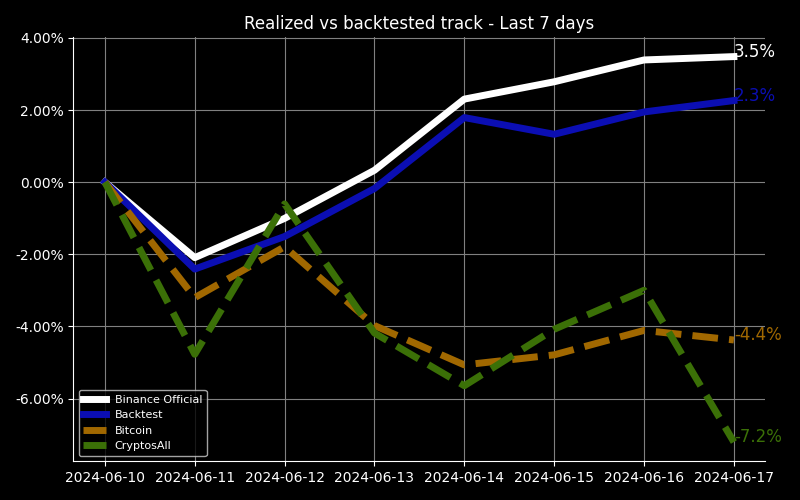 Realized vs backtested track - Last 7 days
4.00%
2.00%
0.00%
-2.00%
-4.00%
-6.00%
3.5%
2.3%
-4.4%
-7.2%
Binance Official
Backtest
Bitcoin
CryptosAll
2024-06-10 2024-06-11 2024-06-12 2024-06-13 2024-06-14 2024-06-15 2024-06-16 2024-06-17